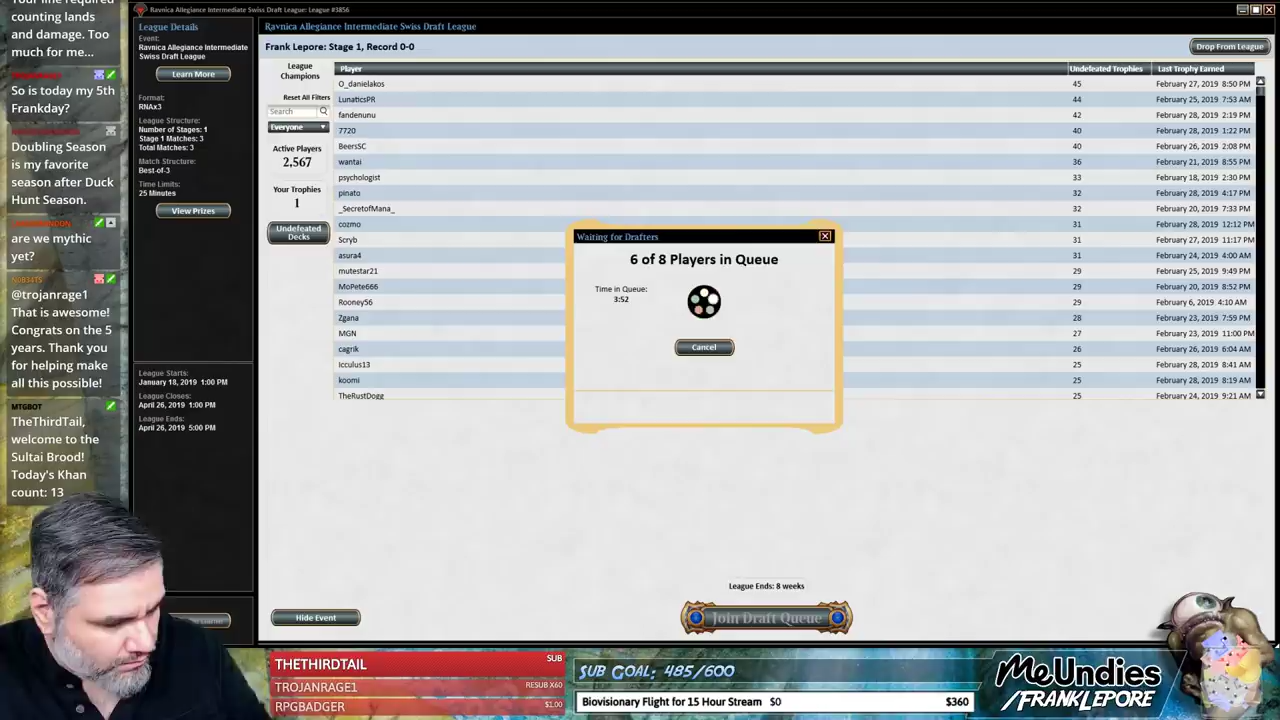 Your line required
counting lands
and damage. Too
much for me...
So is today my 5th
Frankday?
Doubling Season
is my favorite
season after Duck
Hunt Season.
are we mythic
yet?
@trojanrage1
That is awesome!
Congrats on the 5
years. Thank you
for helping make
all this possible!
MTGBOT
TheThirdTail,
welcome to the
Sultai Brood!
Today's Khan
count: 13
Ravnica Allegiance Intermediate Swiss Draft League: League #3856
League Details
Event:
Ravnica Allegiance Intermediate
Swiss Draft League
Learn More
Format:
RNAx3
League Structure:
Number of Stages: 1
Stage 1 Matches: 3
Total Matches: 3
Match Structure:
Best-of-3
Time Limits:
25 Minutes
View Prizes
League Starts:
January 18, 2019 1:00 PM
League Closes:
April 26, 2019 1:00 PM
League Ends:
April 26, 2019 5:00 PM
Ravnica Allegiance Intermediate Swiss Draft League
Frank Lepore: Stage 1, Record 0-0
Drop From League
League
Champions
Reset All Filters
Search
Everyone
Active Players
2,567
Your Trophies
1
Undefeated
Decks
Player Undefeated Trophies Last Trophy Earned
O_danielakos 45 February 27, 2019 8:50 PM
LunaticsPR 44 February 25, 2019 7:53 AM
fandenunu 42 February 28, 2019 2:19 PM
7720 40 February 28, 2019 1:22 PM
BeersSC 40 February 26, 2019 2:08 PM
wantai 36 February 21, 2019 8:55 PM
psychologist 33 February 18, 2019 2:30 PM
pinato 32 February 28, 2019 4:17 PM
_SecretofMana_ 32 February 20, 2019 7:33 PM
cozmo 31 February 28, 2019 12:12 PM
Scryb 31 February 27, 2019 11:17 PM
asura4 31 February 24, 2019 4:00 AM
mutestar21 29 February 25, 2019 9:49 PM
MoPete666 29 February 20, 2019 8:52 PM
Rooney56 29 February 6, 2019 4:10 AM
Zgana 28 February 23, 2019 7:59 PM
MGN 27 February 23, 2019 11:00 PM
cagrik 26 February 28, 2019 6:04 AM
Icculus13 25 February 28, 2019 8:41 AM
koomi 25 February 28, 2019 8:19 AM
TheRustDogg 25 February 24, 2019 9:21 AM
Waiting for Drafters
6 of 8 Players in Queue
Time in Queue:
3:52
Cancel
League Ends: 8 weeks
Hide Event
Join Draft Queue
THETHIRDTAIL SUB
TROJANRAGE1 RESUB X60
RPGBADGER $1.00
SUB GOAL: 485/600
Biovisionary Flight for 15 Hour Stream $0 $360
MeUndies
/FRANKLEPORE